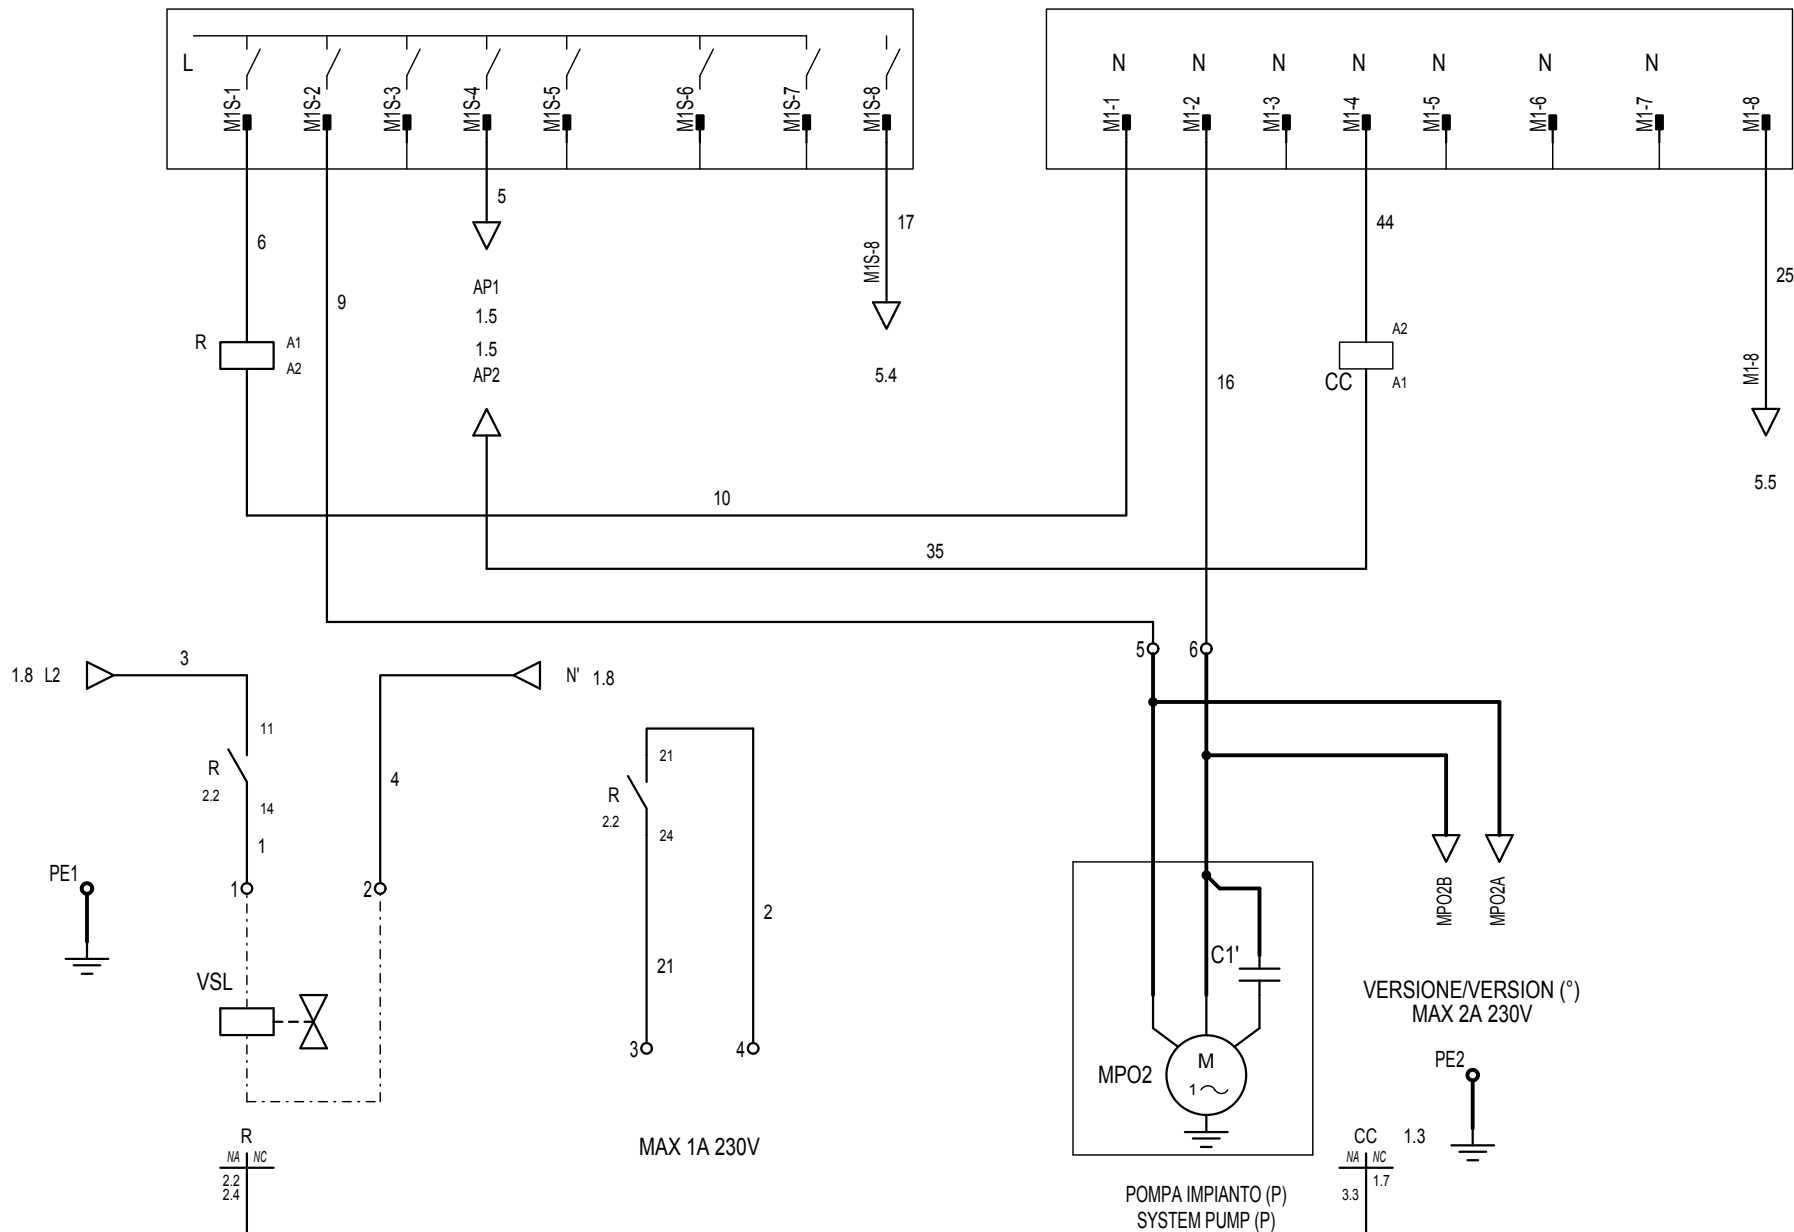 L
M1S-1
M1S-2
M1S-3
M1S-4
M1S-5
M1S-6
M1S-7
M1S-8
N N N N N N N
M1-1
M1-2
M1-3
M1-4
M1-5
M1-6
M1-7
M1-8
5
17
44
6
M1S-8
25
AP1
9
1.5
R A1
A2
1.5
AP2
5.4
16
A2
CC A1
M1-8
5.5
10
35
5
6
1.8 L2
3
N' 1.8
11
R
2.2
14
4
1
21
R
2.2
24
PE1
1
2
2
21
MPO2B
MPO2A
C1'
VSL
VERSIONE/VERSION (°)
MAX 2A 230V
3
4
MPO2
M
1
PE2
R
NA NC
2.2
2.4
MAX 1A 230V
CC 1.3
NA NC
1.7
3.3
POMPA IMPIANTO (P)
SYSTEM PUMP (P)